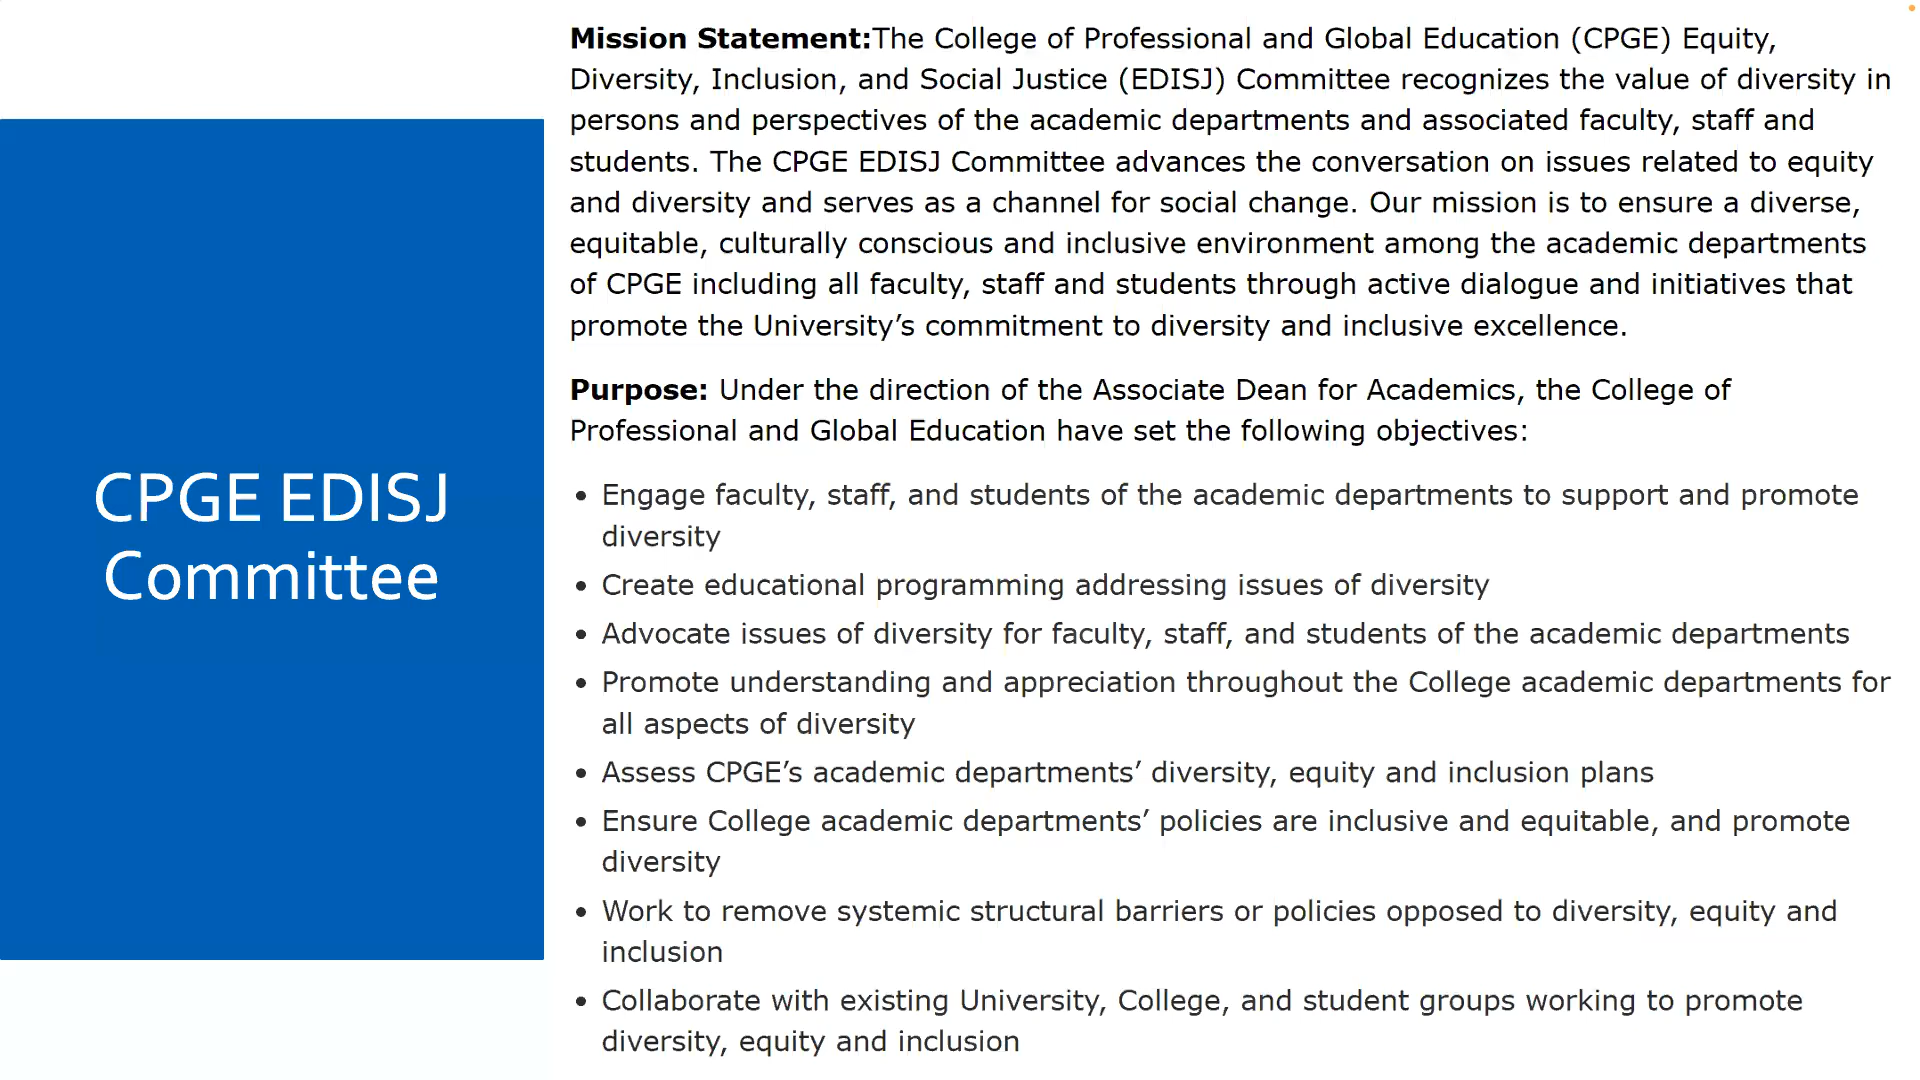 CPGE EDISJ
Committee
Mission Statement:The College of Professional and Global Education (CPGE) Equity,
Diversity, Inclusion, and Social Justice (EDISJ) Committee recognizes the value of diversity in
persons and perspectives of the academic departments and associated faculty, staff and
students. The CPGE EDISJ Committee advances the conversation on issues related to equity
and diversity and serves as a channel for social change. Our mission is to ensure a diverse,
equitable, culturally conscious and inclusive environment among the academic departments
of CPGE including all faculty, staff and students through active dialogue and initiatives that
promote the University’s commitment to diversity and inclusive excellence.
Purpose: Under the direction of the Associate Dean for Academics, the College of
Professional and Global Education have set the following objectives:
• Engage faculty, staff, and students of the academic departments to support and promote
diversity
• Create educational programming addressing issues of diversity
• Advocate issues of diversity for faculty, staff, and students of the academic departments
• Promote understanding and appreciation throughout the College academic departments for
all aspects of diversity
• Assess CPGE’s academic departments’ diversity, equity and inclusion plans
• Ensure College academic departments’ policies are inclusive and equitable, and promote
diversity
• Work to remove systemic structural barriers or policies opposed to diversity, equity and
inclusion
• Collaborate with existing University, College, and student groups working to promote
diversity, equity and inclusion